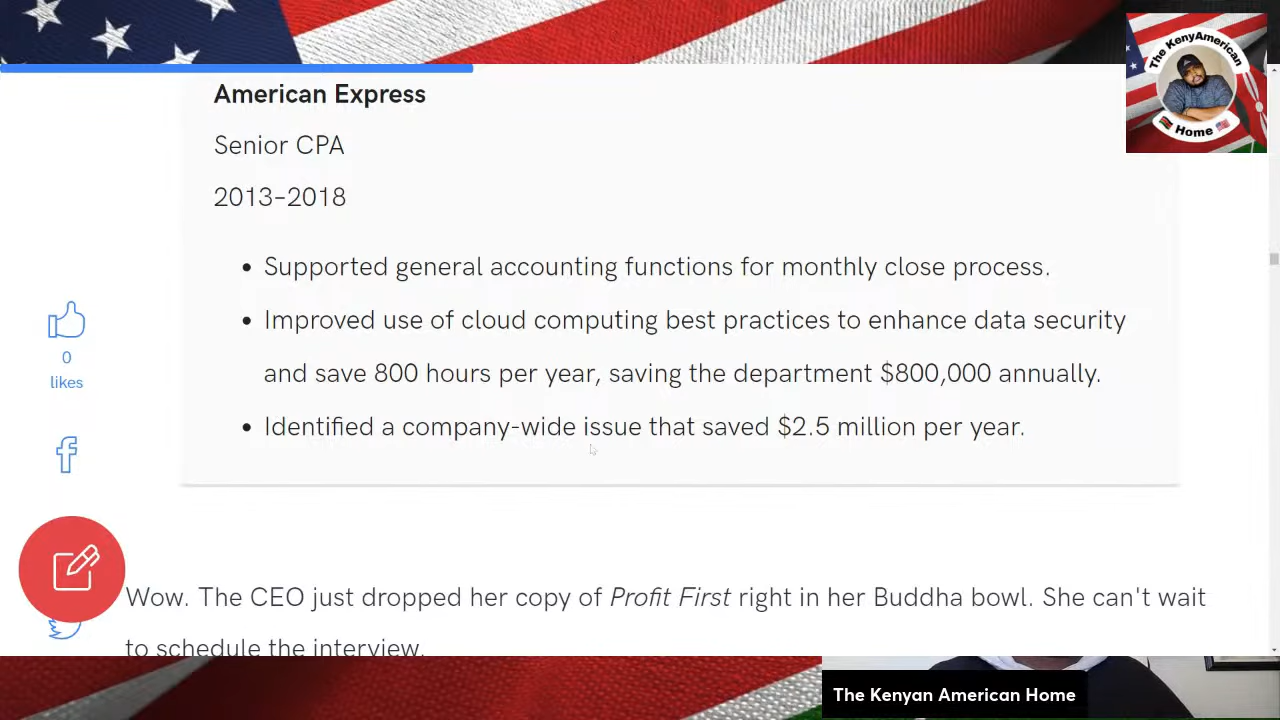 The KenyAmerican
Home
American Express
Senior CPA
2013–2018
• Supported general accounting functions for monthly close process.
• Improved use of cloud computing best practices to enhance data security
and save 800 hours per year, saving the department $800,000 annually.
• Identified a company-wide issue that saved $2.5 million per year.
0
likes
Wow. The CEO just dropped her copy of Profit First right in her Buddha bowl. She can't wait
to schedule the interview.
The Kenyan American Home